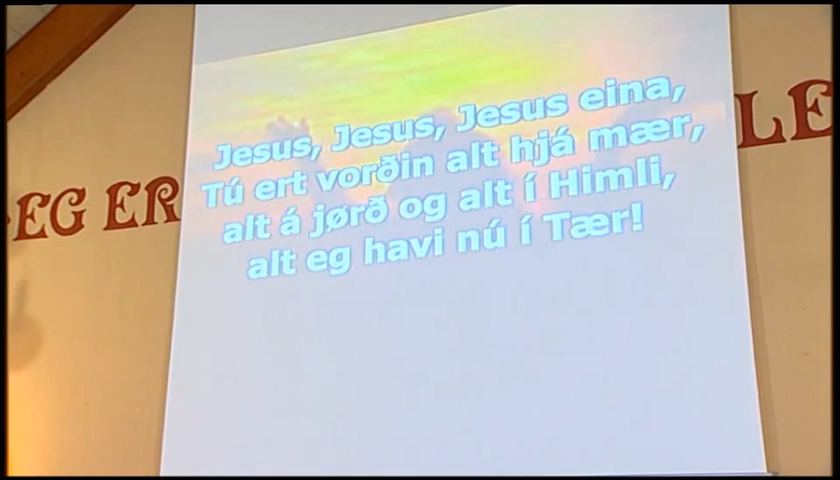 Jesus, Jesus, Jesus eina,
Tú ert vorðin alt hjá mær,
alt á jørð og alt í Himli,
alt eg havi nú í Tær!
EG ER
LE